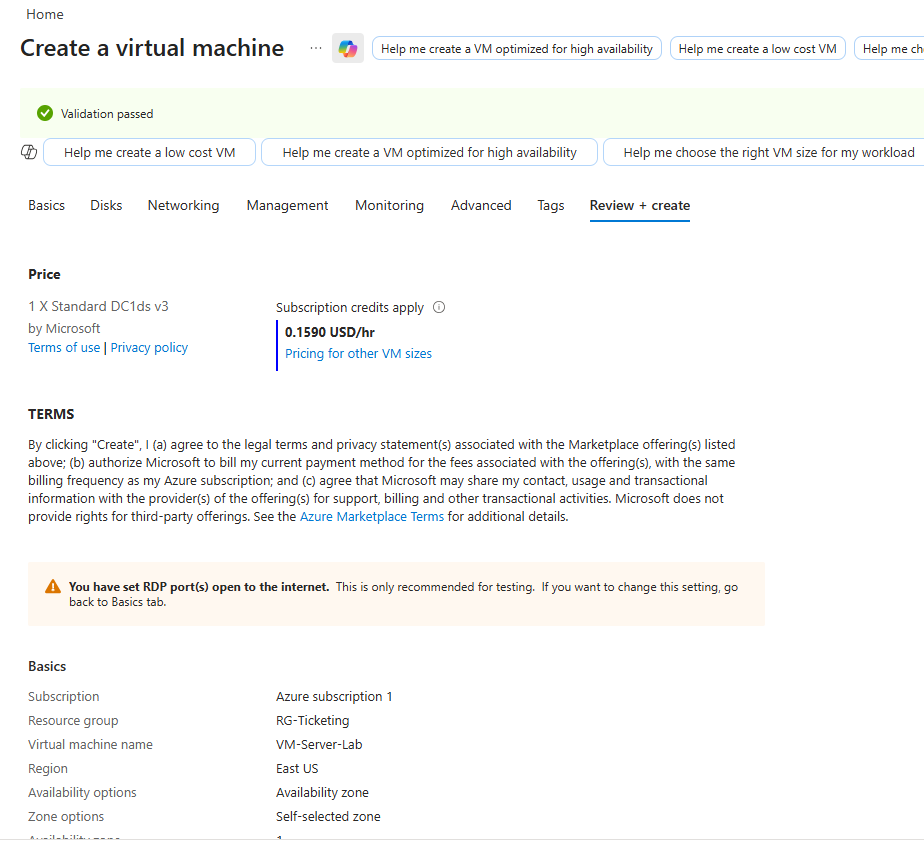 Home
Create a virtual machine
... Help me create a VM optimized for high availability Help me create a low cost VM Help me ch
Validation passed
Help me create a low cost VM Help me create a VM optimized for high availability Help me choose the right VM size for my workload
Basics Disks Networking Management Monitoring Advanced Tags Review + create
Price
1 X Standard DC1ds v3
by Microsoft
Terms of use | Privacy policy
Subscription credits apply
0.1590 USD/hr
Pricing for other VM sizes
TERMS
By clicking "Create", I (a) agree to the legal terms and privacy statement(s) associated with the Marketplace offering(s) listed
above; (b) authorize Microsoft to bill my current payment method for the fees associated with the offering(s), with the same
billing frequency as my Azure subscription; and (c) agree that Microsoft may share my contact, usage and transactional
information with the provider(s) of the offering(s) for support, billing and other transactional activities. Microsoft does not
provide rights for third-party offerings. See the Azure Marketplace Terms for additional details.
You have set RDP port(s) open to the internet. This is only recommended for testing. If you want to change this setting, go
back to Basics tab.
Basics
Subscription Azure subscription 1
Resource group RG-Ticketing
Virtual machine name VM-Server-Lab
Region East US
Availability options Availability zone
Zone options Self-selected zone
Availability zone 1